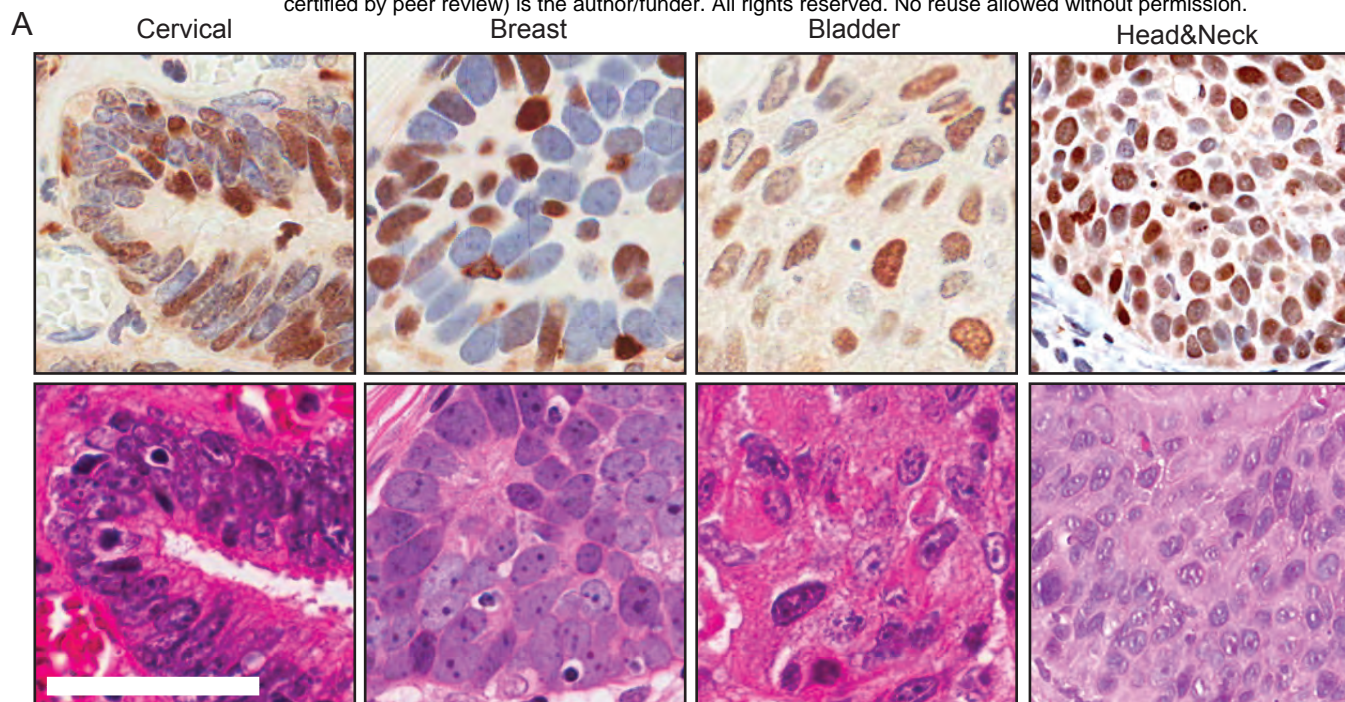 certified by peer review) is the author/funder. All rights reserved. No reuse allowed without permission.
A
Cervical
Breast
Bladder
Head&Neck